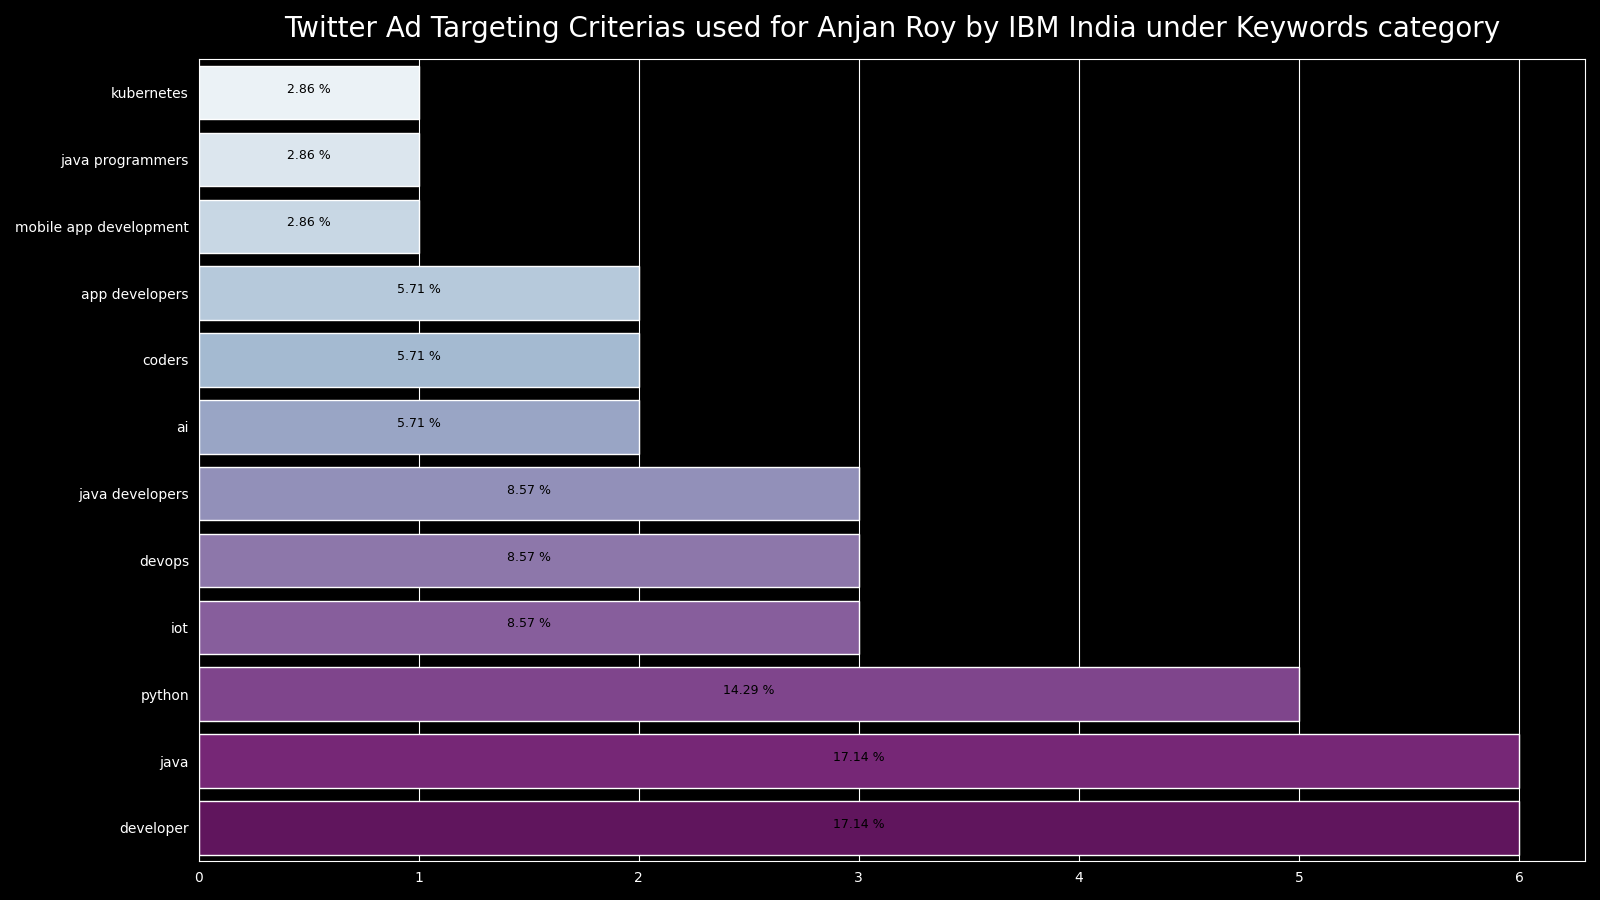 Twitter Ad Targeting Criterias used for Anjan Roy by IBM India under Keywords category
kubernetes 2.86 %
java programmers 2.86 %
mobile app development 2.86 %
app developers 5.71 %
coders 5.71 %
ai 5.71 %
java developers 8.57 %
devops 8.57 %
iot 8.57 %
python 14.29 %
java 17.14 %
developer 17.14 %
0 1 2 3 4 5 6